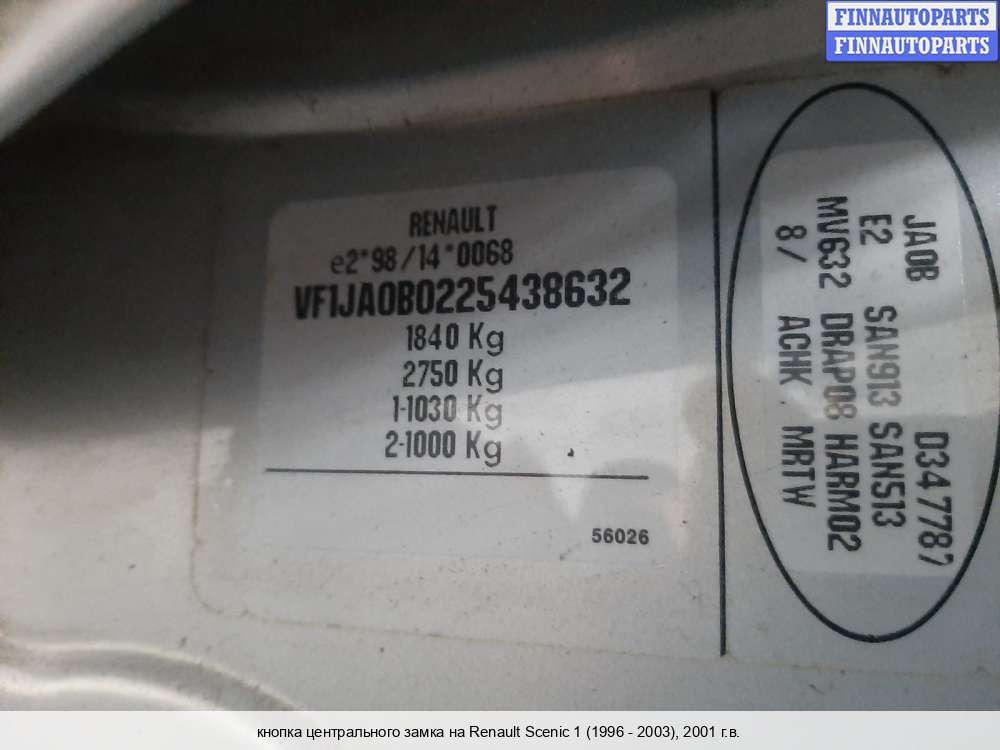 FINNAUTOPARTS
FINNAUTOPARTS
RENAULT
e2*98/14*0068
VF1JA0B0225438632
1840 Kg
2750 Kg
1-1030 Kg
2-1000 Kg
56026
JA0B D347787
E2 SAN913 SAN513
MV632 DRAP08 HARM02
8/ ACHK MRTW
кнопка центрального замка на Renault Scenic 1 (1996 - 2003), 2001 г.в.